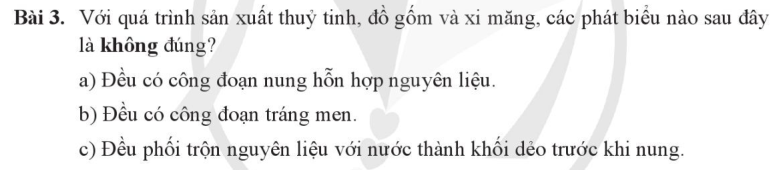 Bài 3. Với quá trình sản xuất thuỷ tinh, đồ gốm và xi măng, các phát biểu nào sau đây
là không đúng?
a) Đều có công đoạn nung hỗn hợp nguyên liệu.
b) Đều có công đoạn tráng men.
c) Đều phối trộn nguyên liệu với nước thành khối dẻo trước khi nung.